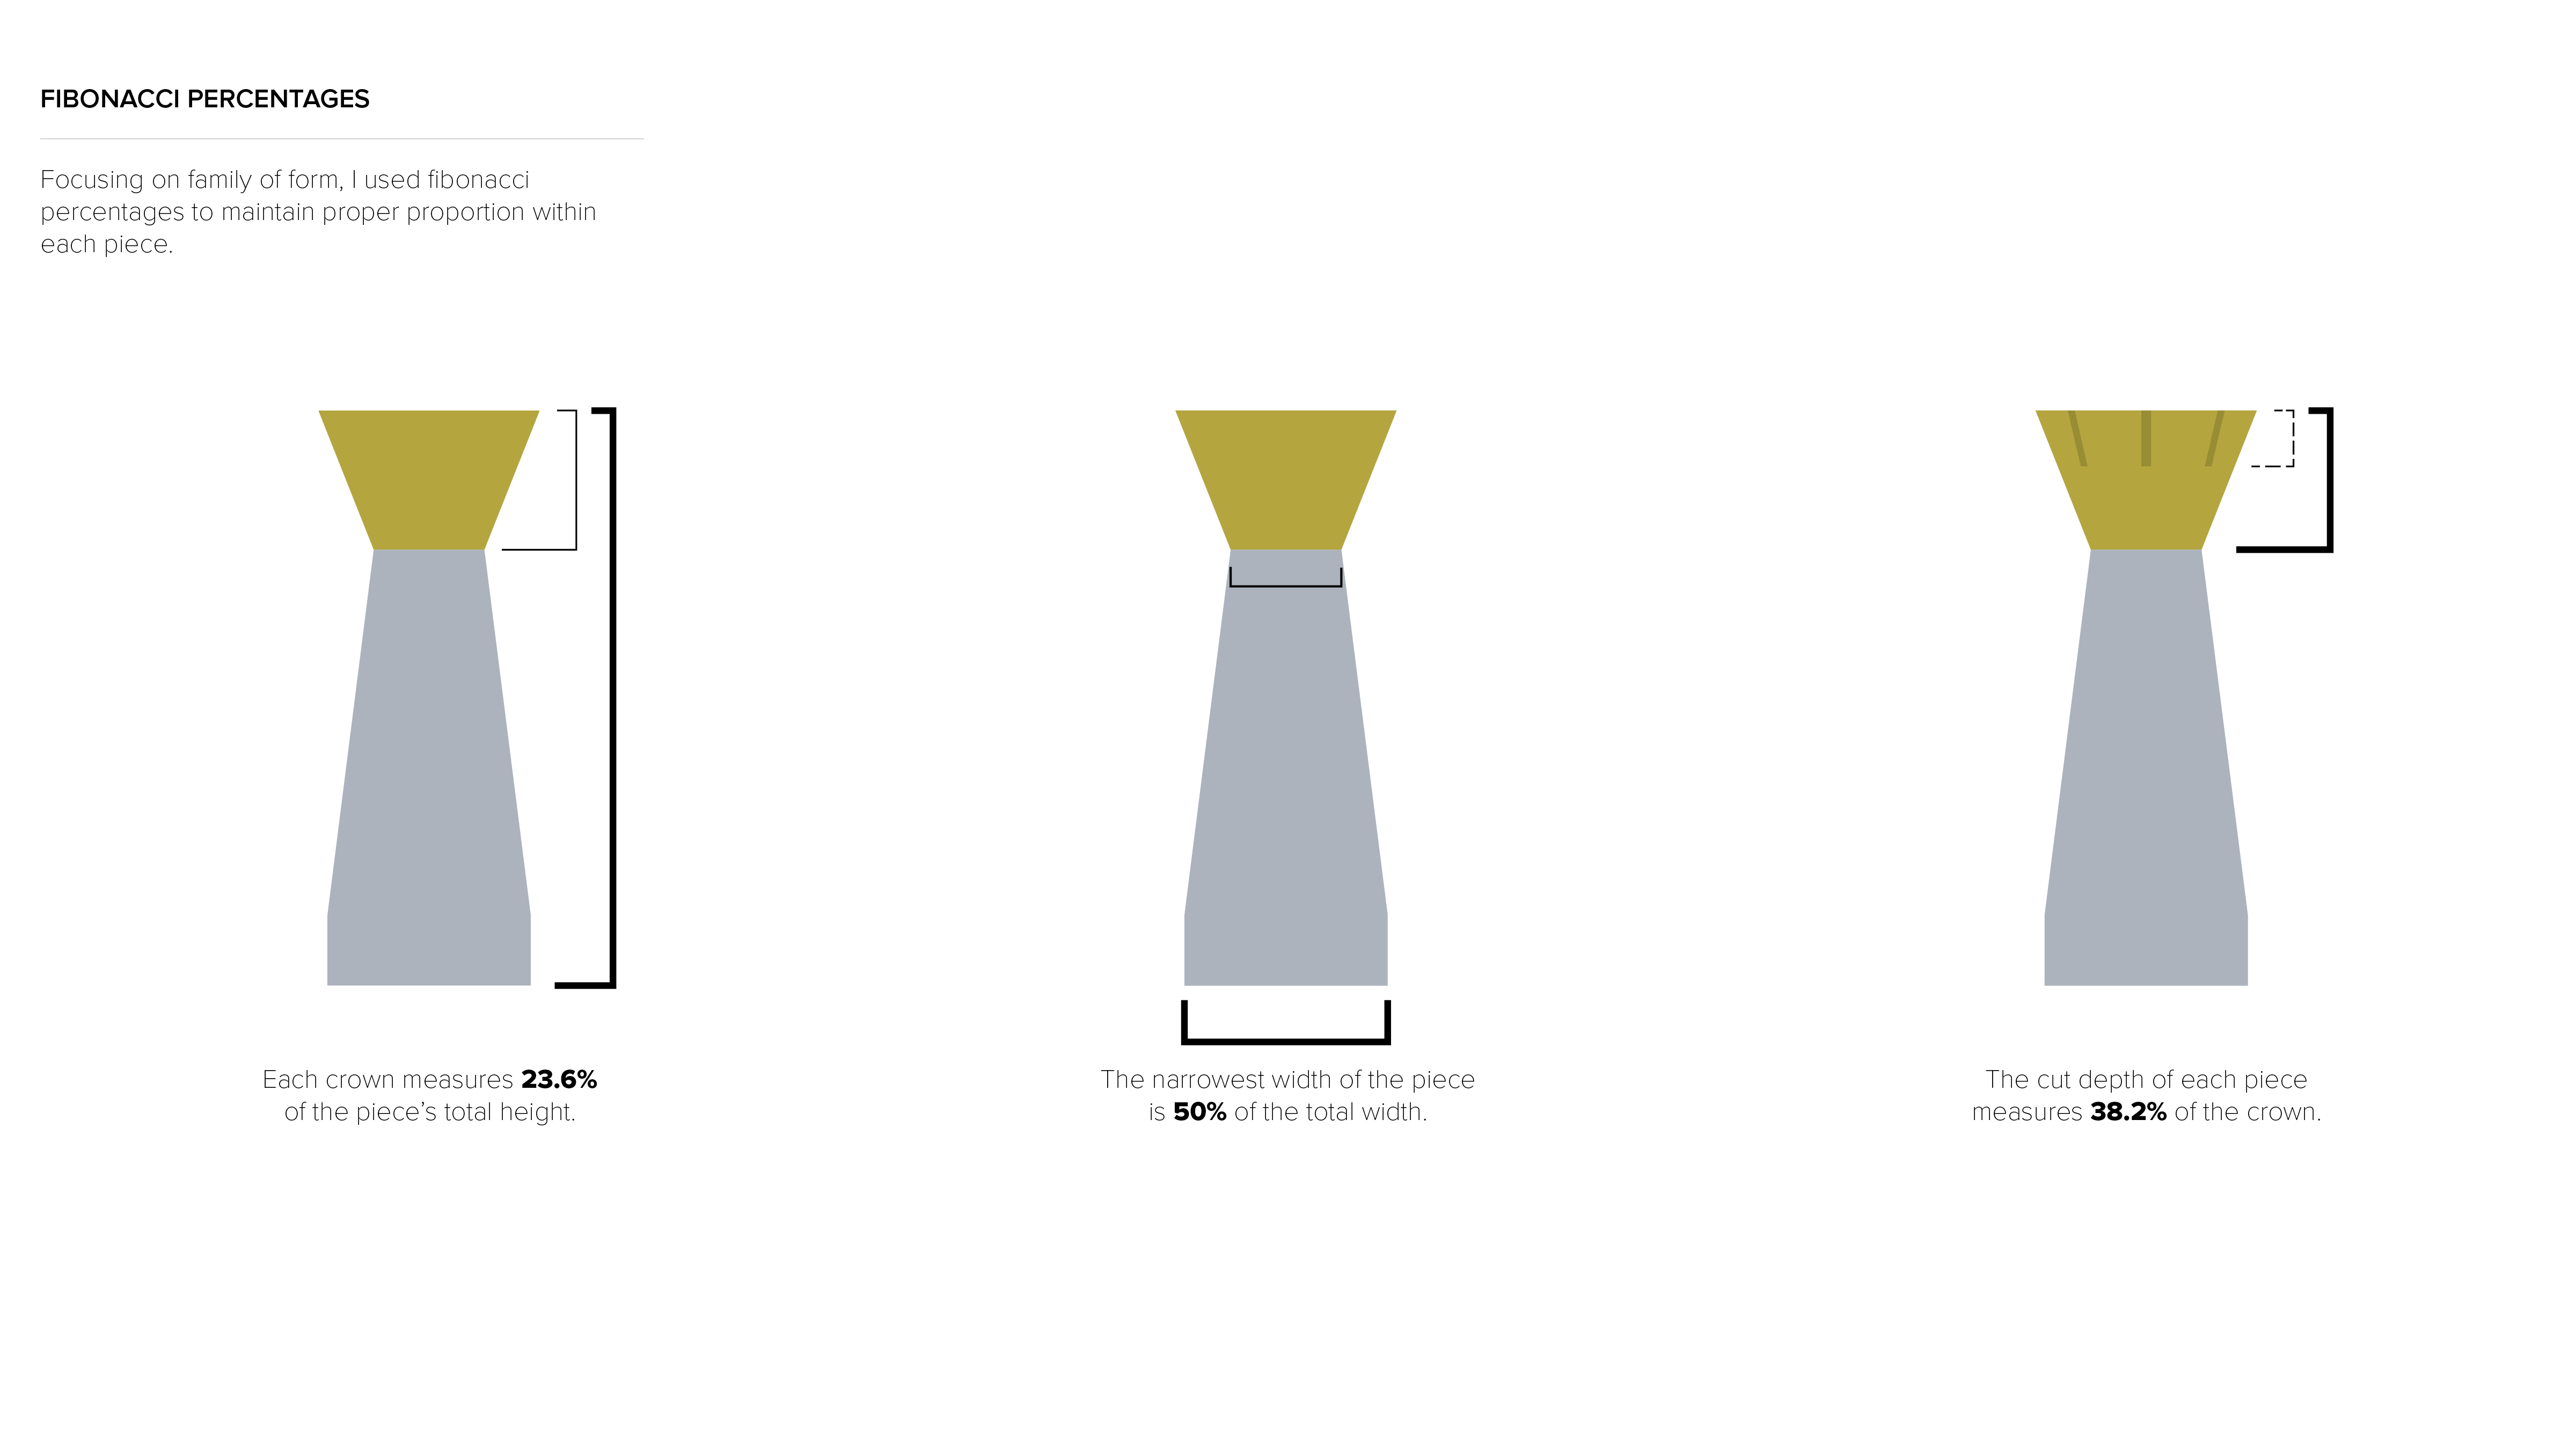 FIBONACCI PERCENTAGES
Focusing on family of form, I used fibonacci
percentages to maintain proper proportion within
each piece.
Each crown measures 23.6%
of the piece’s total height.
The narrowest width of the piece
is 50% of the total width.
The cut depth of each piece
measures 38.2% of the crown.